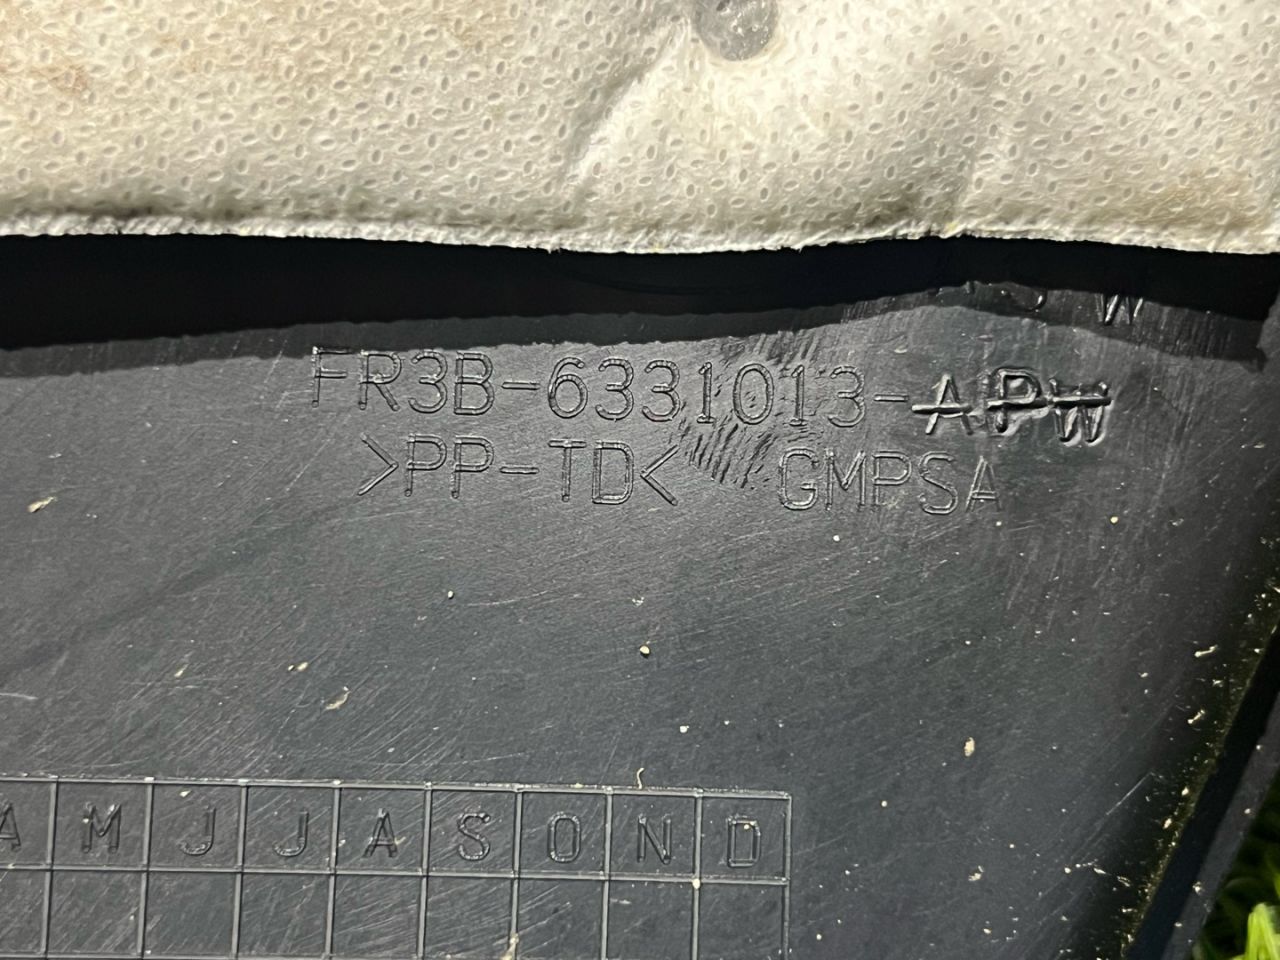 FR3B-6331013-APW
>PP-TD< GMPSA
A M J J A S O N D